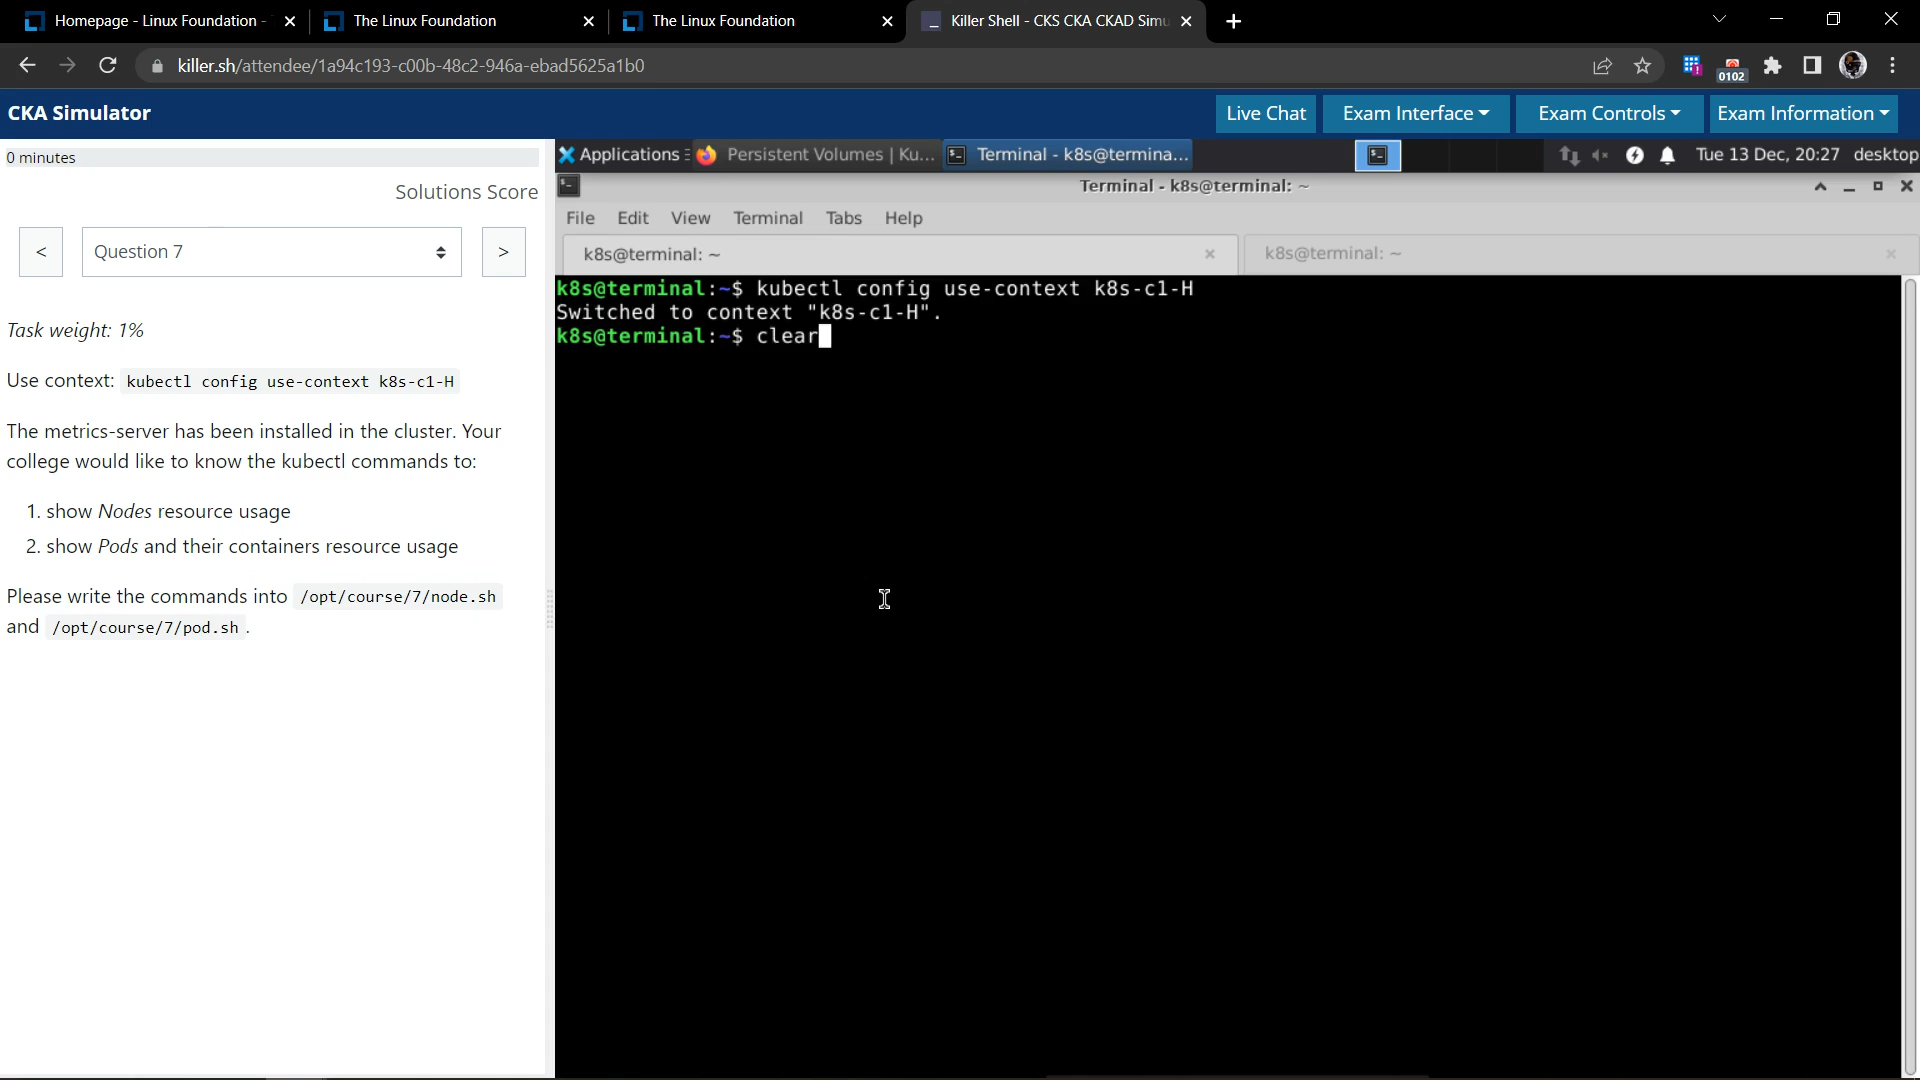 Homepage - Linux Foundation -
The Linux Foundation
The Linux Foundation
Killer Shell - CKS CKA CKAD Simu
killer.sh/attendee/1a94c193-c00b-48c2-946a-ebad5625a1b0
0102
CKA Simulator
Live Chat
Exam Interface
Exam Controls
Exam Information
0 minutes
Solutions Score
<
Question 7
>
Task weight: 1%
Use context: kubectl config use-context k8s-c1-H
The metrics-server has been installed in the cluster. Your
college would like to know the kubectl commands to:
1. show Nodes resource usage
2. show Pods and their containers resource usage
Please write the commands into /opt/course/7/node.sh
and /opt/course/7/pod.sh .
Applications
Persistent Volumes | Ku...
Terminal - k8s@termina...
Tue 13 Dec, 20:27
desktop
Terminal - k8s@terminal: ~
File Edit View Terminal Tabs Help
k8s@terminal: ~
k8s@terminal: ~
k8s@terminal:~$ kubectl config use-context k8s-c1-H
Switched to context "k8s-c1-H".
k8s@terminal:~$ clear